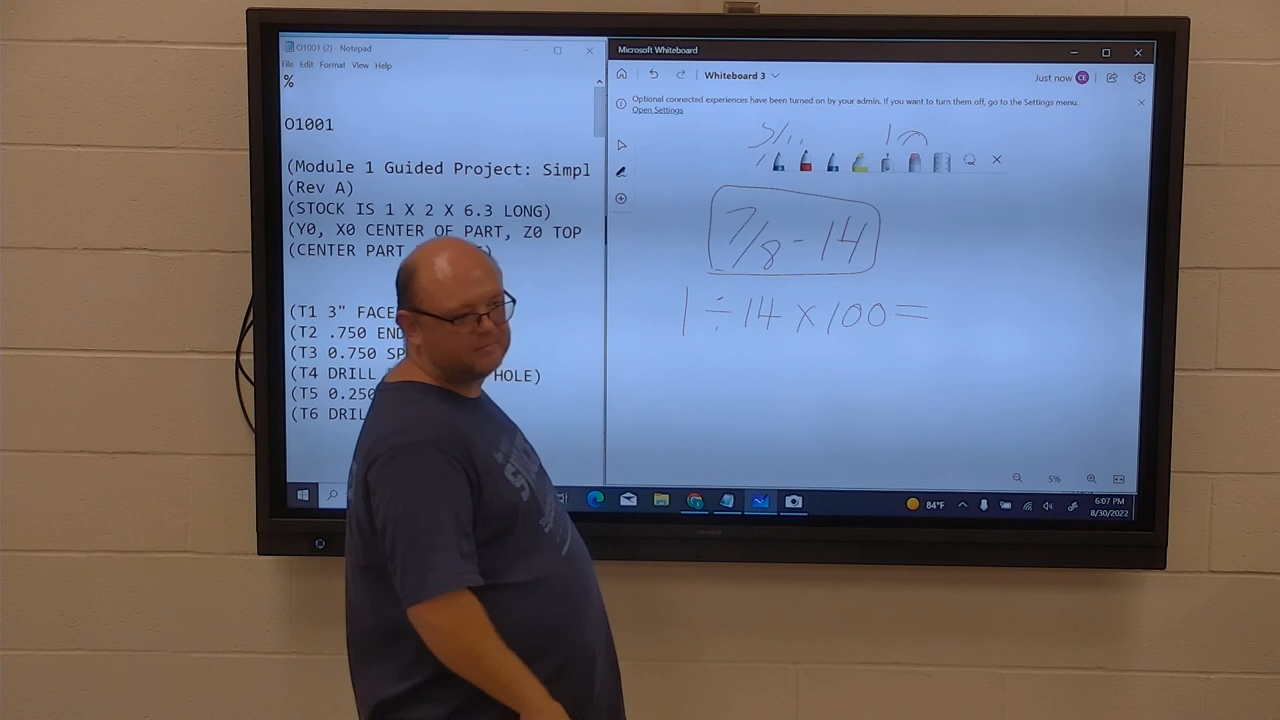 O1001 (2) - Notepad
File Edit Format View Help
%
O1001
(Module 1 Guided Project: Simpl
(Rev A)
(STOCK IS 1 X 2 X 6.3 LONG)
(Y0, X0 CENTER OF PART, Z0 TOP
(CENTER PART
(T1 3" FACE
(T2 .750 END
(T3 0.750 SP
(T4 DRILL HOLE)
(T5 0.250
(T6 DRIL
Microsoft Whiteboard
Whiteboard 3
Just now CE
Optional connected experiences have been turned on by your admin. If you want to turn them off, go to the Settings menu.
Open Settings
7/8-14
1÷14×100=
5%
84°F
6:07 PM
8/30/2022